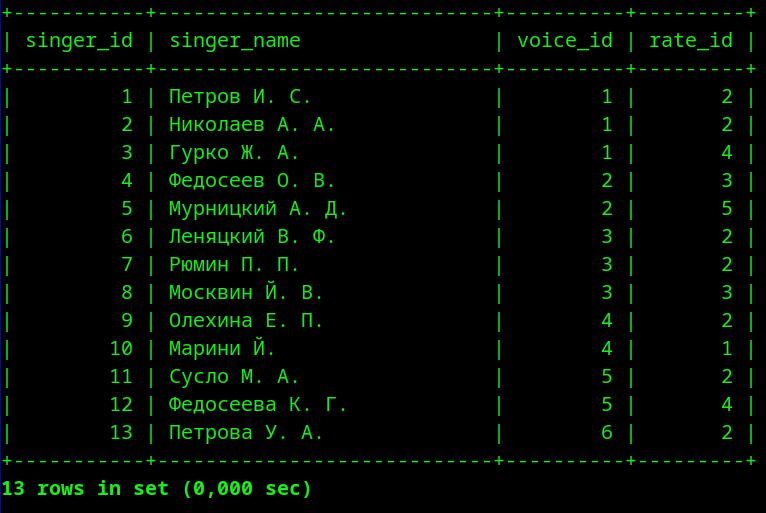 +-----------+----------------------------+----------+---------+
| singer_id | singer_name                | voice_id | rate_id |
+-----------+----------------------------+----------+---------+
|         1 | Петров И. С.               |        1 |       2 |
|         2 | Николаев А. А.             |        1 |       2 |
|         3 | Гурко Ж. А.                |        1 |       4 |
|         4 | Федосеев О. В.             |        2 |       3 |
|         5 | Мурницкий А. Д.            |        2 |       5 |
|         6 | Леняцкий В. Ф.             |        3 |       2 |
|         7 | Рюмин П. П.                |        3 |       2 |
|         8 | Москвин Й. В.              |        3 |       3 |
|         9 | Олехина Е. П.              |        4 |       2 |
|        10 | Марини Й.                  |        4 |       1 |
|        11 | Сусло М. А.                |        5 |       2 |
|        12 | Федосеева К. Г.            |        5 |       4 |
|        13 | Петрова У. А.              |        6 |       2 |
+-----------+----------------------------+----------+---------+
13 rows in set (0,000 sec)